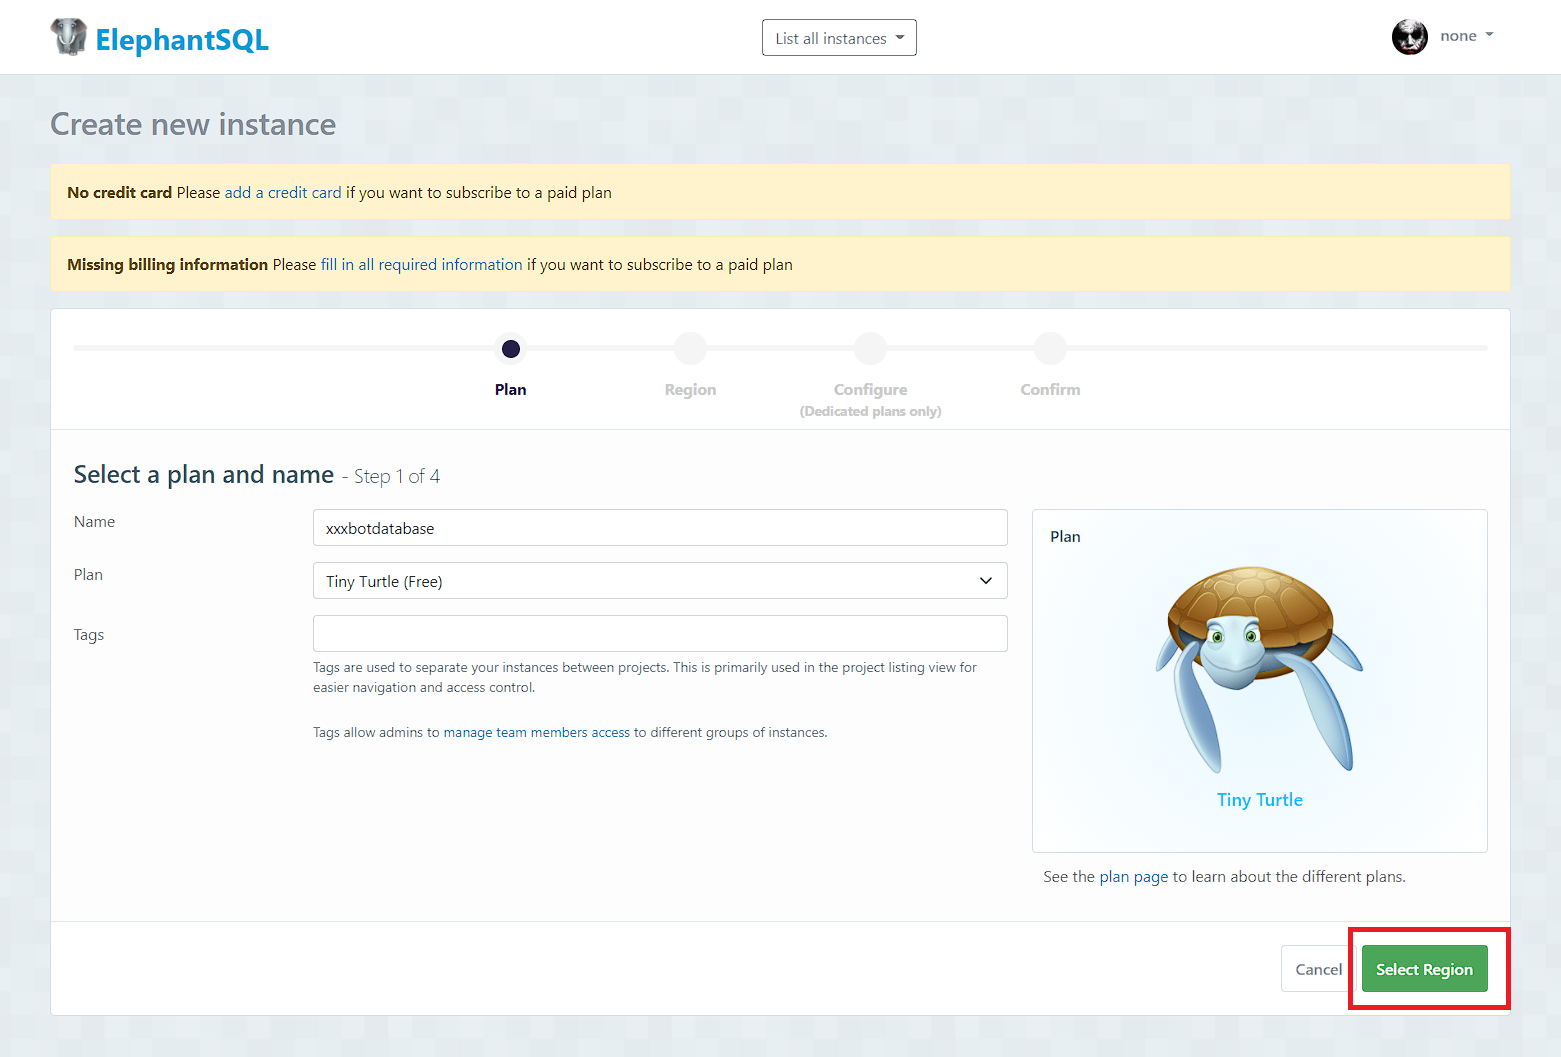 ElephantSQL
List all instances
none
Create new instance
No credit card Please add a credit card if you want to subscribe to a paid plan
Missing billing information Please fill in all required information if you want to subscribe to a paid plan
Plan
Region
Configure
(Dedicated plans only)
Confirm
Select a plan and name - Step 1 of 4
Name
xxxbotdatabase
Plan
Tiny Turtle (Free)
Tags
Tags are used to separate your instances between projects. This is primarily used in the project listing view for
easier navigation and access control.
Tags allow admins to manage team members access to different groups of instances.
Plan
Tiny Turtle
See the plan page to learn about the different plans.
Cancel
Select Region